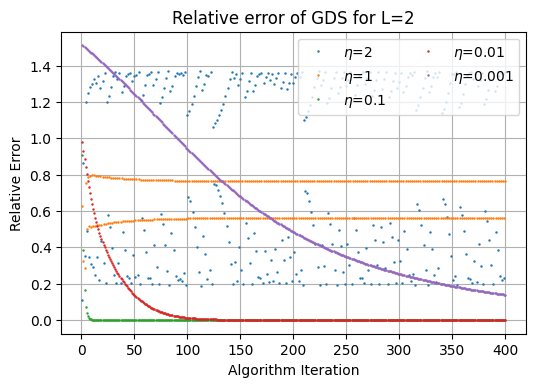 Relative error of GDS for L=2
η=2
η=1
η=0.1
η=0.01
η=0.001
Relative Error
1.4
1.2
1.0
0.8
0.6
0.4
0.2
0.0
0
50
100
150
200
250
300
350
400
Algorithm Iteration